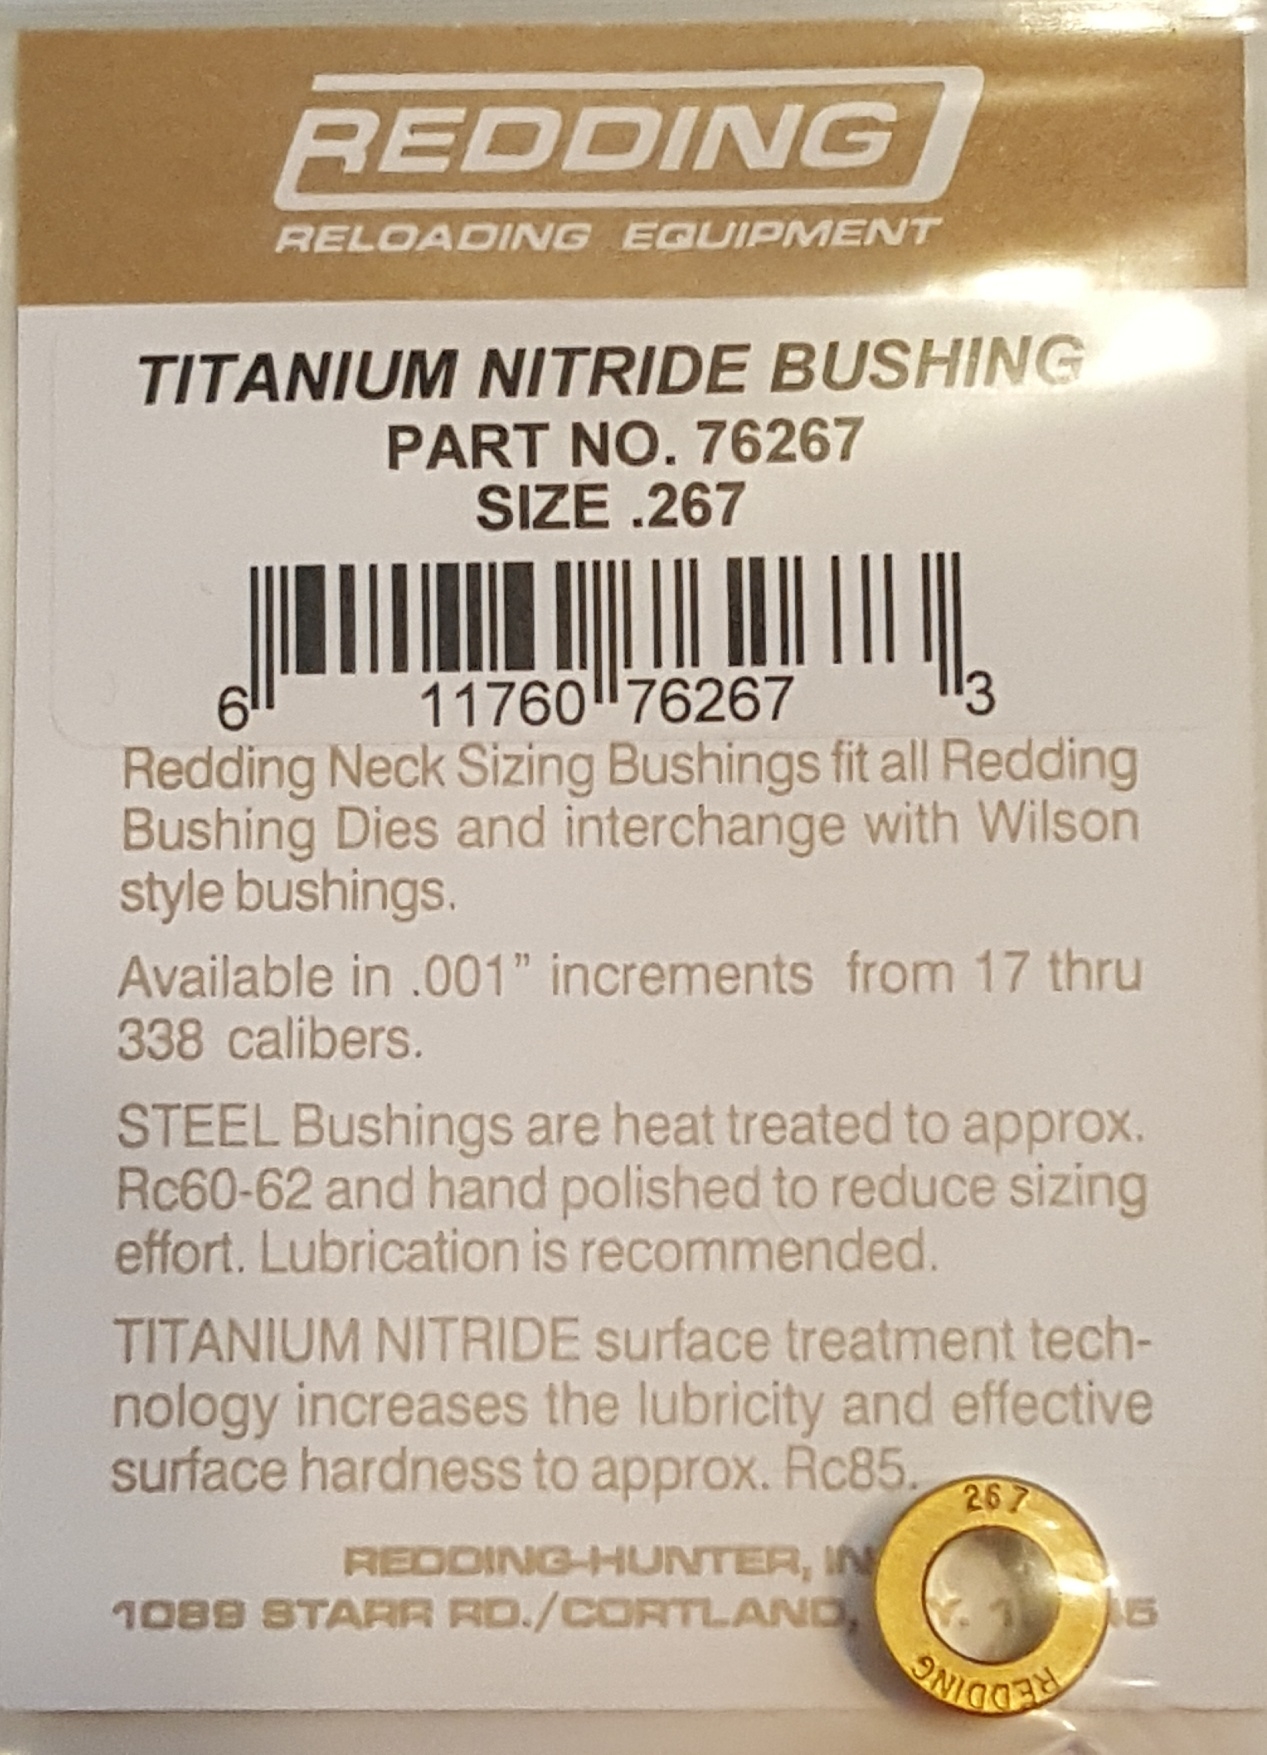 REDDING
RELOADING EQUIPMENT
TITANIUM NITRIDE BUSHING
PART NO. 76267
SIZE .267
6 11760 76267 3
Redding Neck Sizing Bushings fit all Redding
Bushing Dies and interchange with Wilson
style bushings.
Available in .001” increments from 17 thru
338 calibers.
STEEL Bushings are heat treated to approx.
Rc60-62 and hand polished to reduce sizing
effort. Lubrication is recommended.
TITANIUM NITRIDE surface treatment tech-
nology increases the lubricity and effective
surface hardness to approx. Rc85.
267
REDDING-HUNTER,
1089 STARR RD./CORTLAND,
REDDING